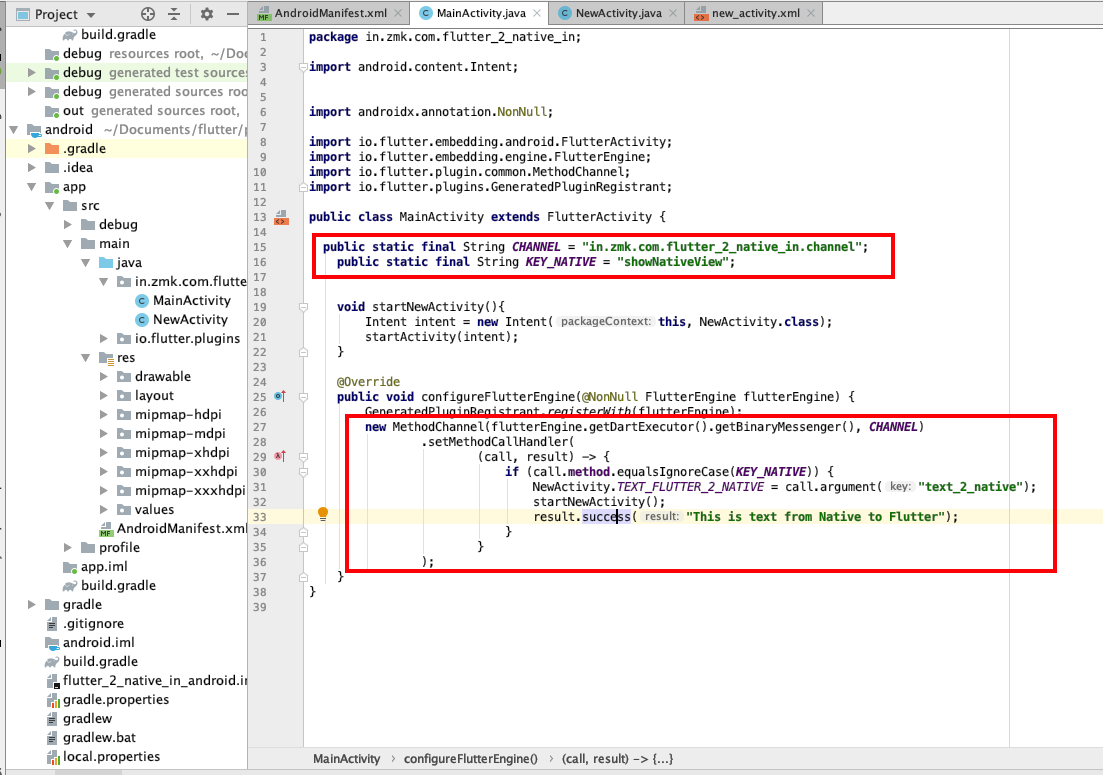 Project
AndroidManifest.xml
MainActivity.java
NewActivity.java
new_activity.xml
build.gradle
debug resources root, ~/Doc
debug generated test sources
debug generated sources roo
out generated sources root,
android ~/Documents/flutter/p
.gradle
.idea
app
src
debug
main
java
in.zmk.com.flutte
MainActivity
NewActivity
io.flutter.plugins
res
drawable
layout
mipmap-hdpi
mipmap-mdpi
mipmap-xhdpi
mipmap-xxhdpi
mipmap-xxxhdpi
values
AndroidManifest.xml
profile
app.iml
build.gradle
gradle
.gitignore
android.iml
build.gradle
flutter_2_native_in_android.in
gradle.properties
gradlew
gradlew.bat
local.properties
1 package in.zmk.com.flutter_2_native_in;
2
3 import android.content.Intent;
4
5
6 import androidx.annotation.NonNull;
7
8 import io.flutter.embedding.android.FlutterActivity;
9 import io.flutter.embedding.engine.FlutterEngine;
10 import io.flutter.plugin.common.MethodChannel;
11 import io.flutter.plugins.GeneratedPluginRegistrant;
12
13 public class MainActivity extends FlutterActivity {
14
15 public static final String CHANNEL = "in.zmk.com.flutter_2_native_in.channel";
16 public static final String KEY_NATIVE = "showNativeView";
17
18
19 void startNewActivity(){
20 Intent intent = new Intent( packageContext: this, NewActivity.class);
21 startActivity(intent);
22 }
23
24 @Override
25 public void configureFlutterEngine(@NonNull FlutterEngine flutterEngine) {
26 GeneratedPluginRegistrant.registerWith(flutterEngine);
27 new MethodChannel(flutterEngine.getDartExecutor().getBinaryMessenger(), CHANNEL)
28 .setMethodCallHandler(
29 (call, result) -> {
30 if (call.method.equalsIgnoreCase(KEY_NATIVE)) {
31 NewActivity.TEXT_FLUTTER_2_NATIVE = call.argument( key: "text_2_native");
32 startNewActivity();
33 result.success( result: "This is text from Native to Flutter");
34 }
35 }
36 );
37 }
38 }
39
MainActivity › configureFlutterEngine() › (call, result) -> {...}